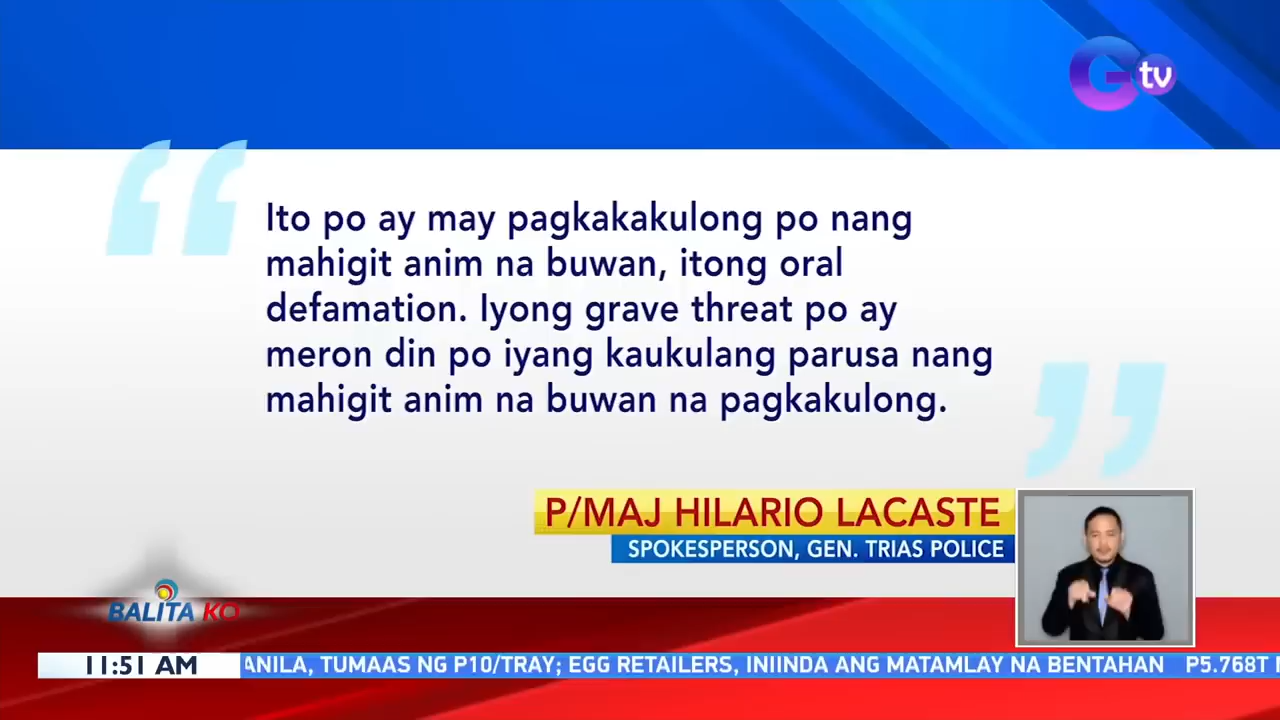 Gtv
“
Ito po ay may pagkakakulong po nang
mahigit anim na buwan, itong oral
defamation. Iyong grave threat po ay
meron din po iyang kaukulang parusa nang
mahigit anim na buwan na pagkakulong.
”
P/MAJ HILARIO LACASTE
SPOKESPERSON, GEN. TRIAS POLICE
BALITA KO
11:51 AM ANILA, TUMAAS NG P10/TRAY; EGG RETAILERS, INIINDA ANG MATAMLAY NA BENTAHAN P5.768T